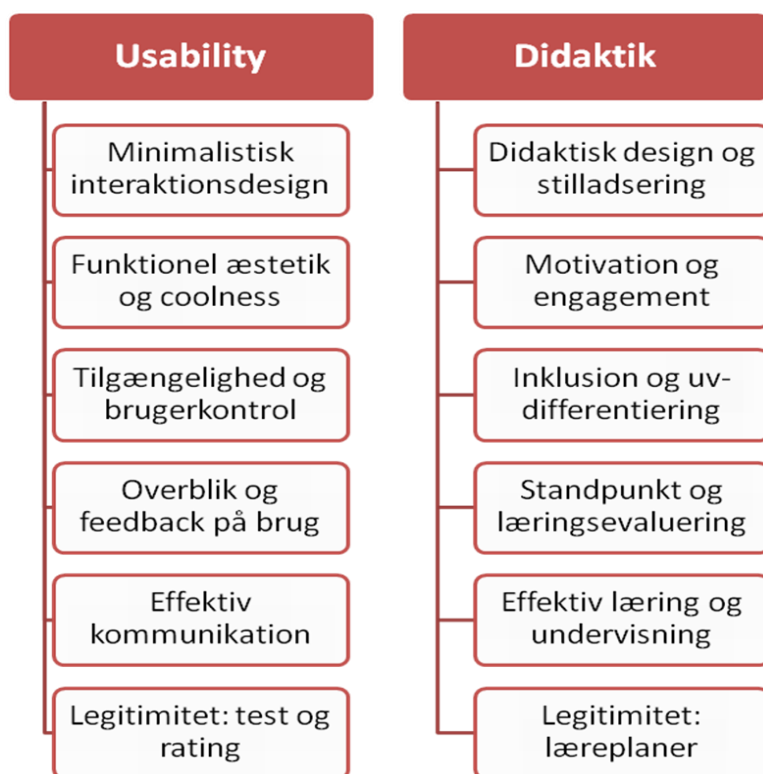 Usability
Minimalistisk
interaktionsdesign
Funktionel æstetik
og coolness
Tilgængelighed og
brugerkontrol
Overblik og
feedback på brug
Effektiv
kommunikation
Legitimitet: test og
rating
Didaktik
Didaktisk design og
stilladsering
Motivation og
engagement
Inklusion og uv-
differentiering
Standpunkt og
læringsevaluering
Effektiv læring og
undervisning
Legitimitet:
læreplaner